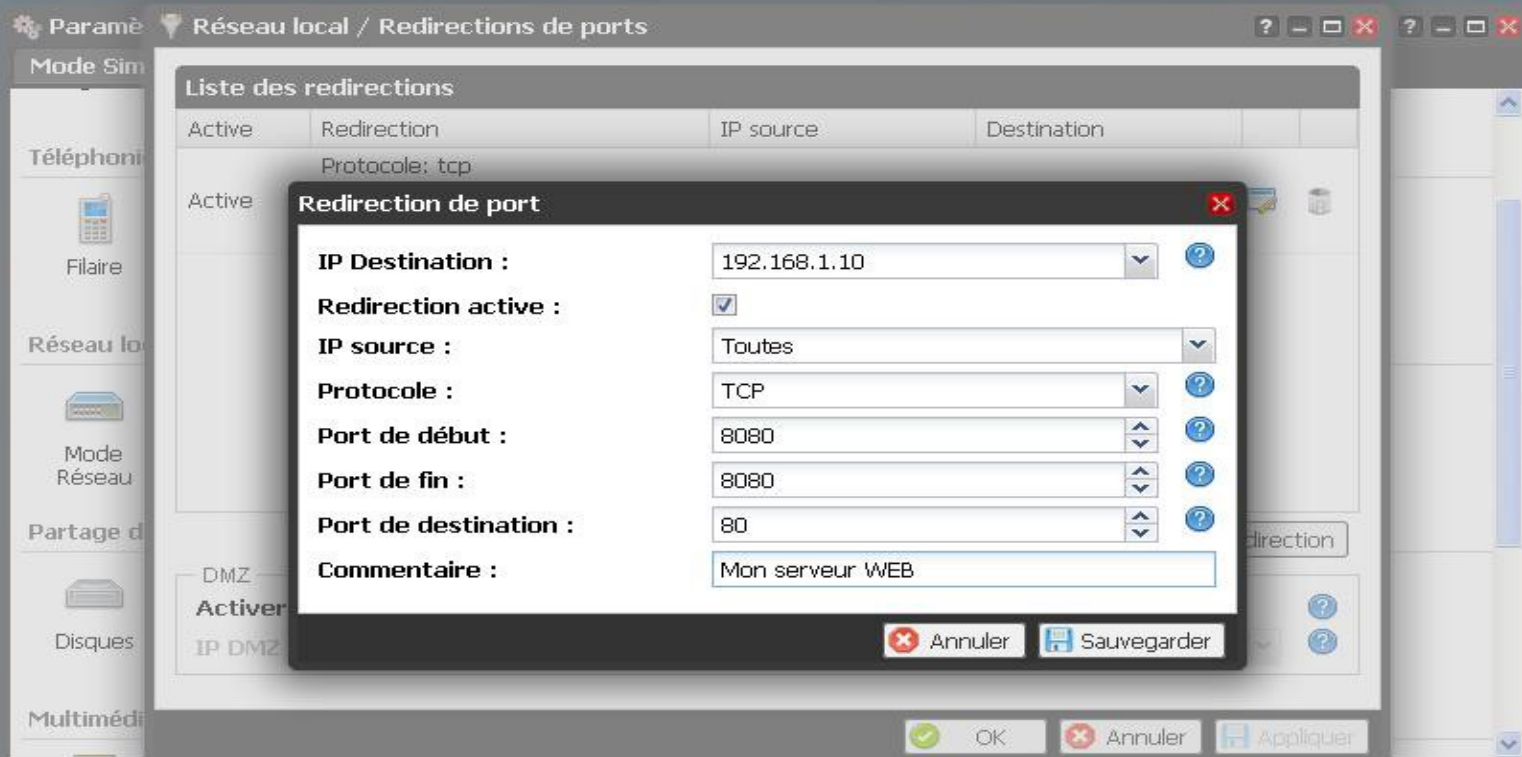 Paramè
Réseau local / Redirections de ports
Mode Sim
Liste des redirections
Active Redirection IP source Destination
Téléphoni
Protocole: tcp
Active
Filaire
Redirection de port
IP Destination : 192.168.1.10
Redirection active :
IP source : Toutes
Protocole : TCP
Port de début : 8080
Port de fin : 8080
Port de destination : 80
Commentaire : Mon serveur WEB
Annuler Sauvegarder
Réseau lo
Mode
Réseau
Partage d
Disques
Multimédi
direction
DMZ
Activer
IP DMZ
OK Annuler Appliquer